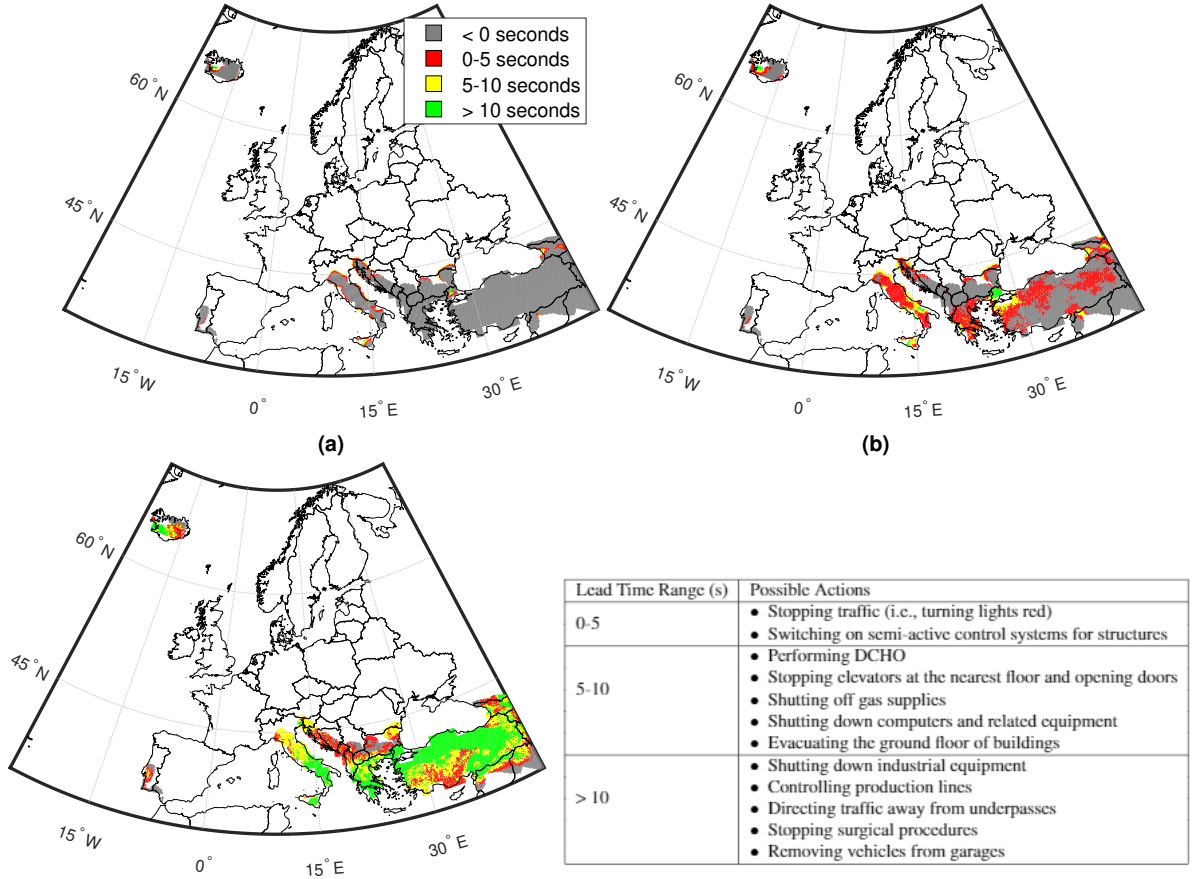 < 0 seconds
0-5 seconds
5-10 seconds
> 10 seconds
60° N
45° N
15° W
0°
15° E
30° E
(a)
60° N
45° N
15° W
0°
15° E
30° E
(b)
60° N
45° N
15° W
0°
15° E
30° E
Lead Time Range (s) Possible Actions
0-5
• Stopping traffic (i.e., turning lights red)
• Switching on semi-active control systems for structures
5-10
• Performing DCHO
• Stopping elevators at the nearest floor and opening doors
• Shutting off gas supplies
• Shutting down computers and related equipment
• Evacuating the ground floor of buildings
> 10
• Shutting down industrial equipment
• Controlling production lines
• Directing traffic away from underpasses
• Stopping surgical procedures
• Removing vehicles from garages